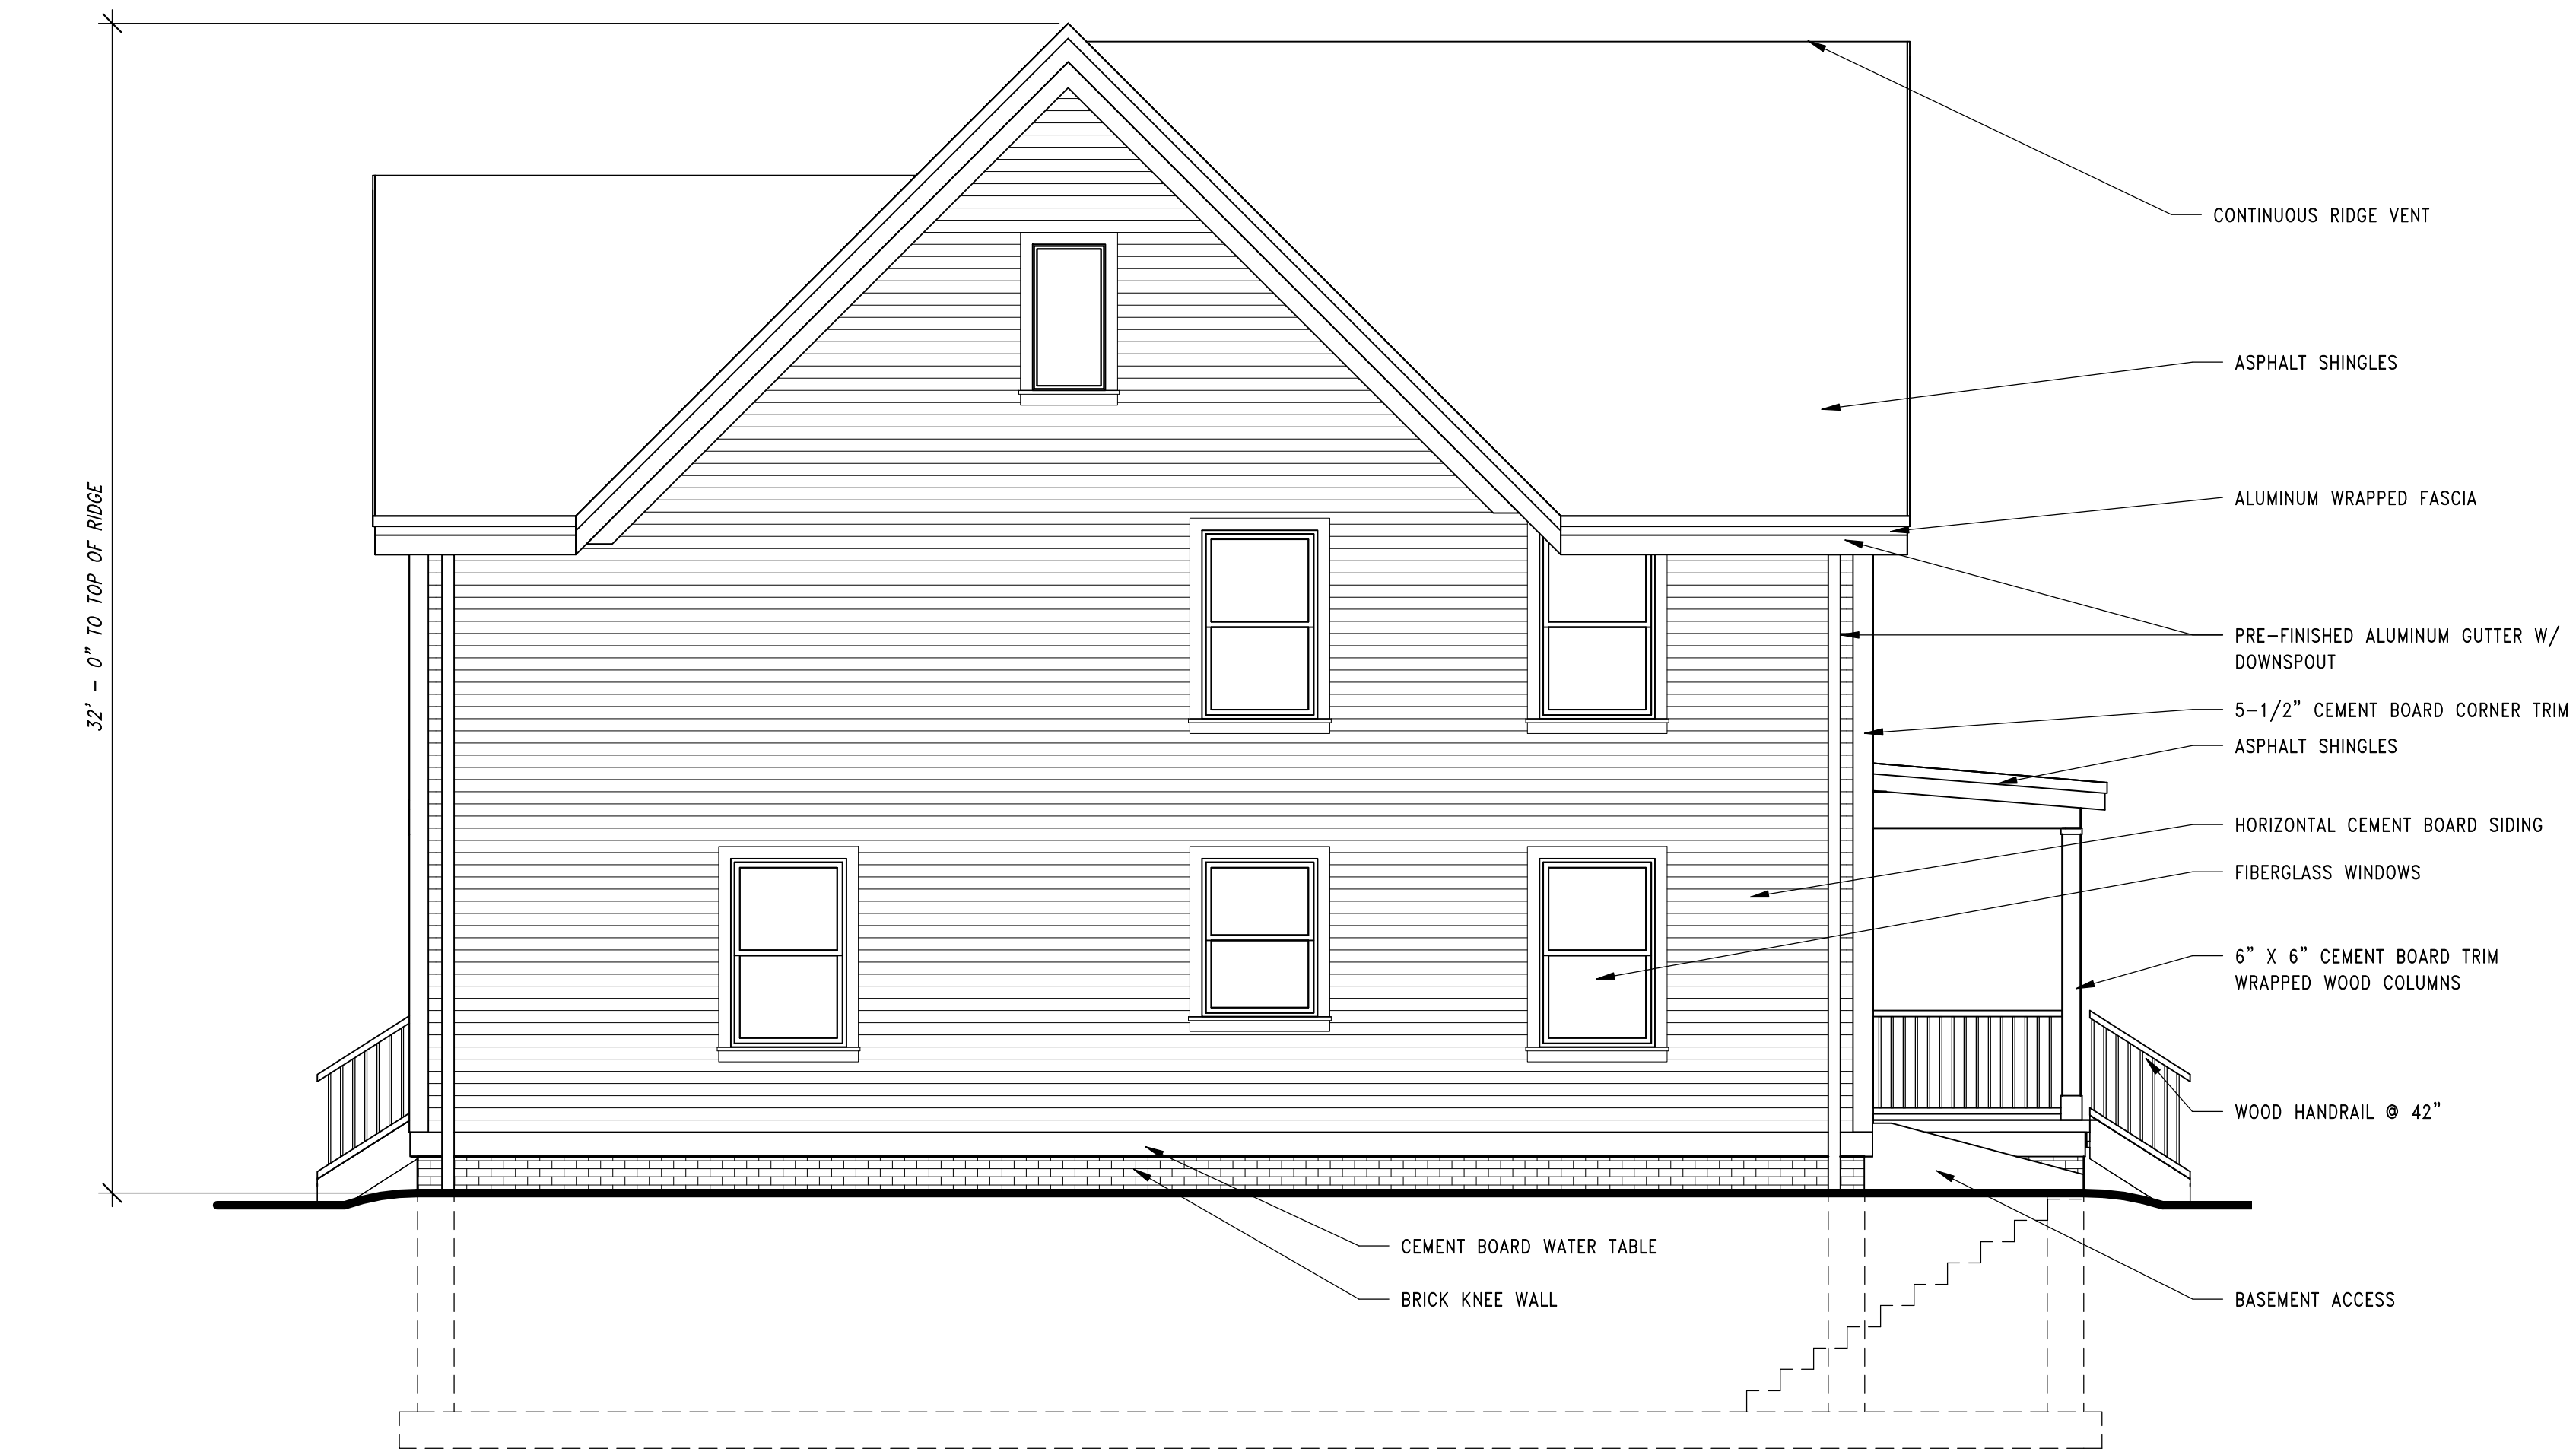 32' – 0" TO TOP OF RIDGE
CONTINUOUS RIDGE VENT
ASPHALT SHINGLES
ALUMINUM WRAPPED FASCIA
PRE–FINISHED ALUMINUM GUTTER W/
DOWNSPOUT
5–1/2" CEMENT BOARD CORNER TRIM
ASPHALT SHINGLES
HORIZONTAL CEMENT BOARD SIDING
FIBERGLASS WINDOWS
6" X 6" CEMENT BOARD TRIM
WRAPPED WOOD COLUMNS
WOOD HANDRAIL @ 42"
CEMENT BOARD WATER TABLE
BRICK KNEE WALL
BASEMENT ACCESS